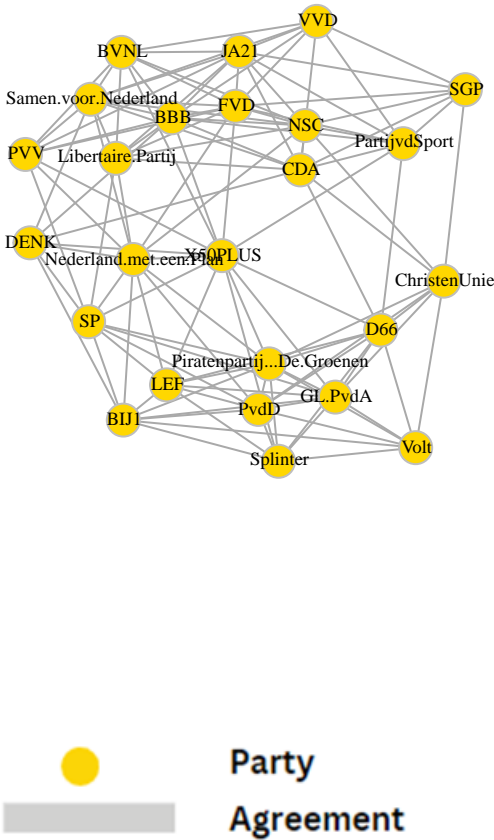 VVD
BVNL
JA21
SGP
Samen.voor.Nederland
FVD
BBB
NSC
PartijvdSport
PVV
Libertaire.Partij
CDA
DENK
Nederland.met.een.Plan
X50PLUS
ChristenUnie
SP
D66
Piratenpartij...De.Groenen
LEF
GL.PvdA
PvdD
BIJ1
Volt
Splinter
Party
Agreement